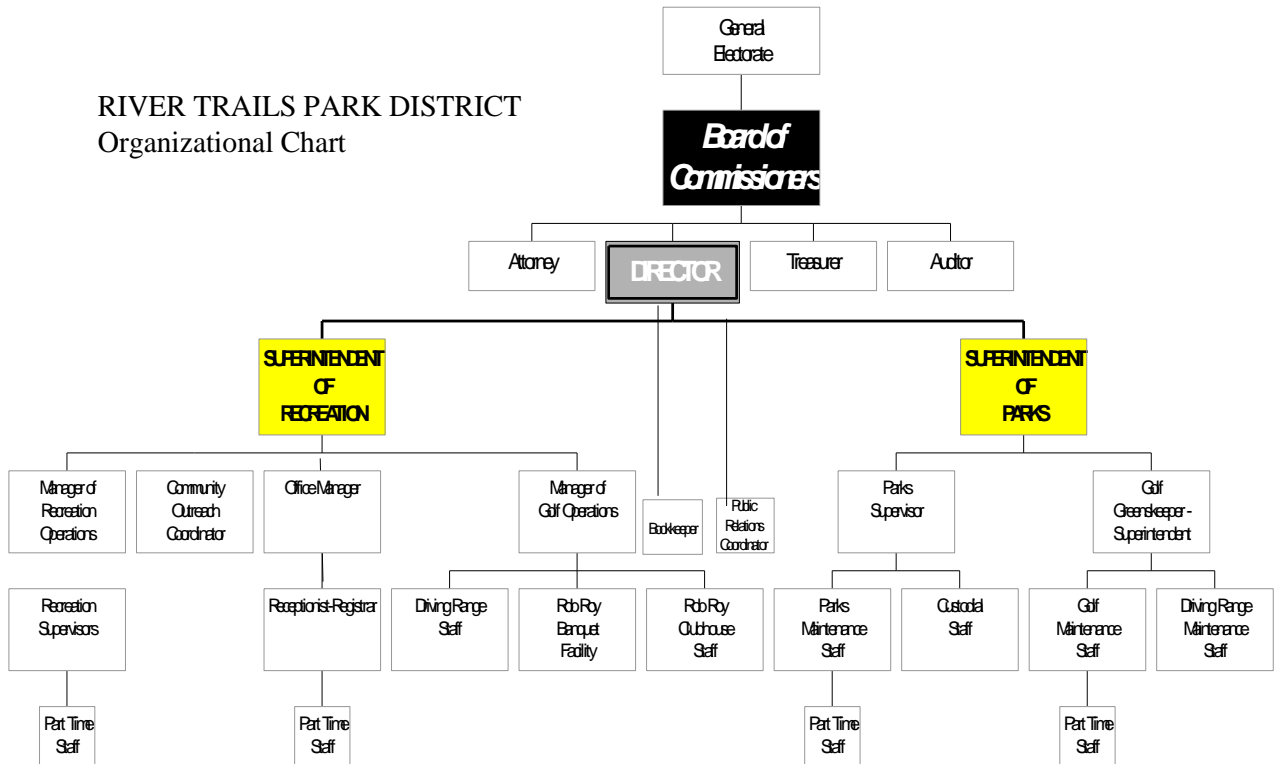 General
Electorate
RIVER TRAILS PARK DISTRICT
Organizational Chart
Board of
Commissioners
Attorney
DIRECTOR
Treasurer
Auditor
SUPERINTENDENT
OF
RECREATION
SUPERINTENDENT
OF
PARKS
Manager of
Recreation
Operations
Community
Outreach
Coordinator
Office Manager
Manager of
Golf Operations
Bookkeeper
Public
Relations
Coordinator
Parks
Supervisor
Golf
Greenskeeper -
Superintendent
Recreation
Supervisors
Receptionist-Registrar
Driving Range
Staff
Rob Roy
Banquet
Facility
Rob Roy
Clubhouse
Staff
Parks
Maintenance
Staff
Custodal
Staff
Golf
Maintenance
Staff
Driving Range
Maintenance
Staff
Part Time
Staff
Part Time
Staff
Part Time
Staff
Part Time
Staff